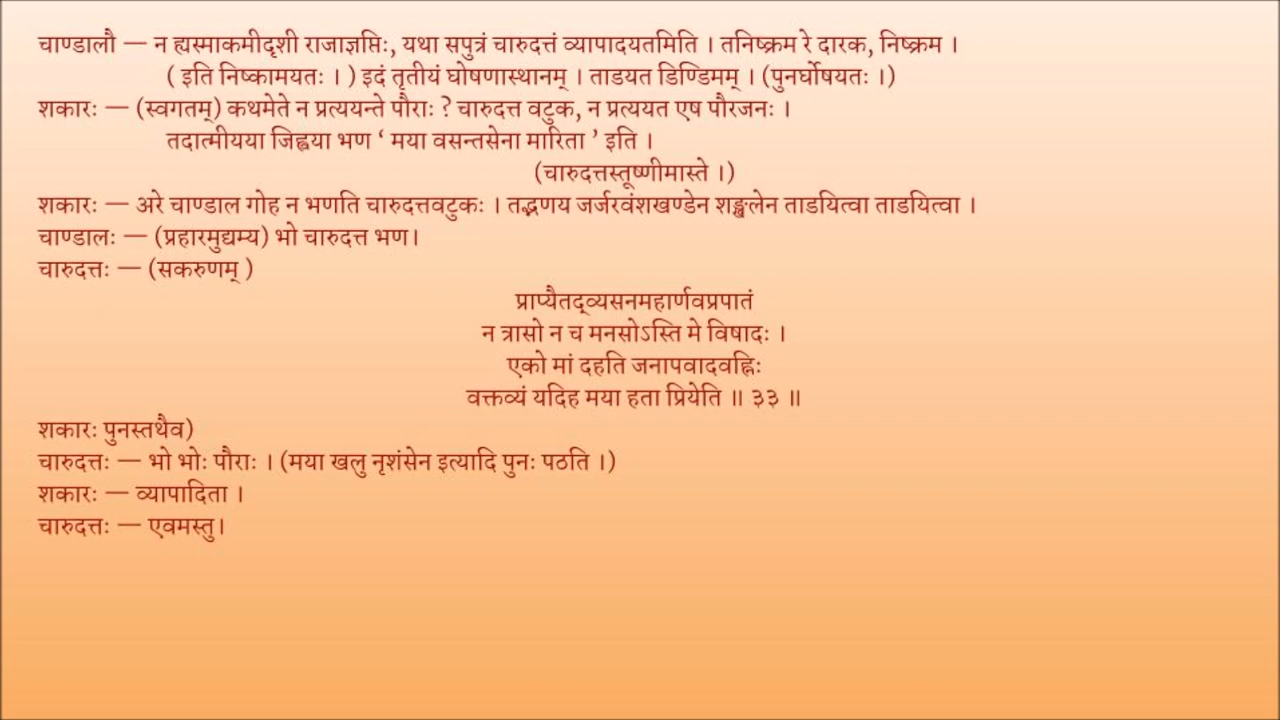 चाण्डालौ — न ह्यस्माकमीदृशी राजाज्ञप्तिः, यथा सपुत्रं चारुदत्तं व्यापादयतमिति । तनिष्क्रम रे दारक, निष्क्रम ।
( इति निष्कामयतः । ) इदं तृतीयं घोषणास्थानम् । ताडयत डिण्डिमम् । (पुनर्घोषयतः ।)
शकारः — (स्वगतम्) कथमेते न प्रत्ययन्ते पौराः ? चारुदत्त वटुक, न प्रत्ययत एष पौरजनः ।
तदात्मीयया जिह्वया भण ‘ मया वसन्तसेना मारिता ’ इति ।
(चारुदत्तस्तूष्णीमास्ते ।)
शकारः — अरे चाण्डाल गोह न भणति चारुदत्तवटुकः । तद्भणय जर्जरवंशखण्डेन शङ्खलेन ताडयित्वा ताडयित्वा ।
चाण्डालः — (प्रहारमुद्यम्य) भो चारुदत्त भण।
चारुदत्तः — (सकरुणम् )
प्राप्यैतद्व्यसनमहार्णवप्रपातं
न त्रासो न च मनसोऽस्ति मे विषादः ।
एको मां दहति जनापवादवह्निः
वक्तव्यं यदिह मया हता प्रियेति ॥ ३३ ॥
शकारः पुनस्तथैव)
चारुदत्तः — भो भोः पौराः । (मया खलु नृशंसेन इत्यादि पुनः पठति ।)
शकारः — व्यापादिता ।
चारुदत्तः — एवमस्तु।